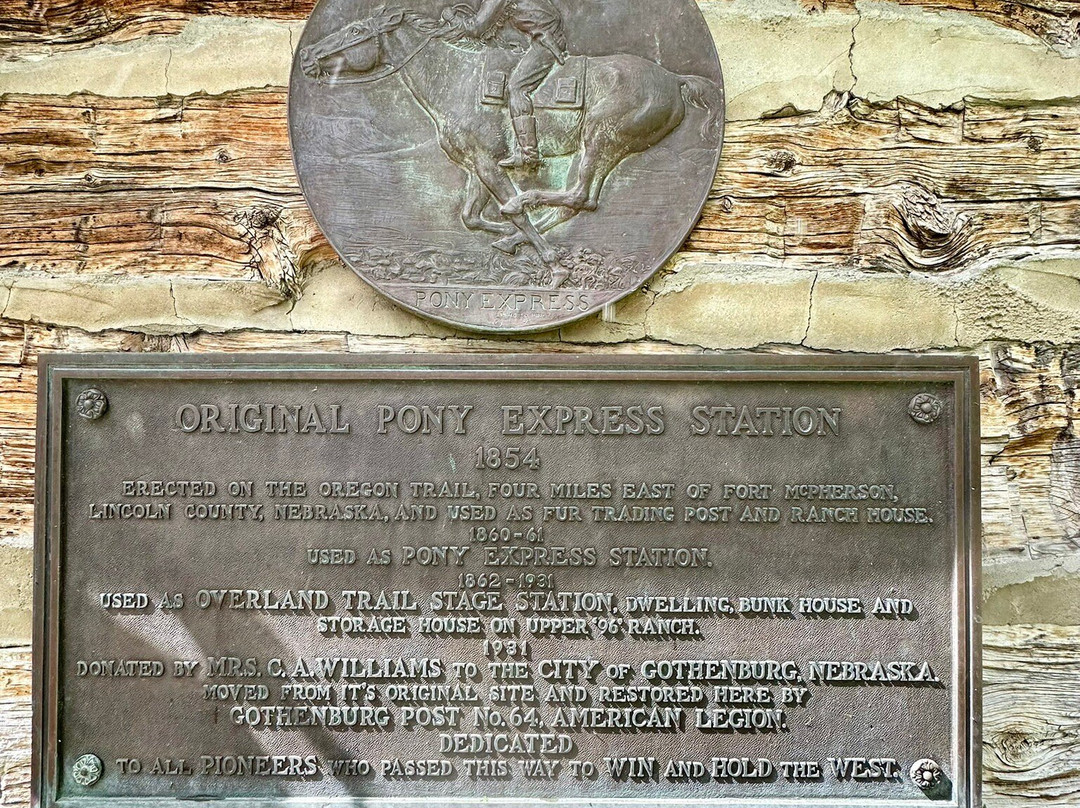 PONY EXPRESS
ORIGINAL PONY EXPRESS STATION
1854
ERECTED ON THE OREGON TRAIL, FOUR MILES EAST OF FORT McPHERSON,
LINCOLN COUNTY, NEBRASKA, AND USED AS FUR TRADING POST AND RANCH HOUSE.
1860-61
USED AS PONY EXPRESS STATION.
1862-1931
USED AS OVERLAND TRAIL STAGE STATION, DWELLING, BUNK HOUSE AND
STORAGE HOUSE ON UPPER "96" RANCH.
1931
DONATED BY MRS. C. A. WILLIAMS TO THE CITY OF GOTHENBURG, NEBRASKA.
MOVED FROM IT'S ORIGINAL SITE AND RESTORED HERE BY
GOTHENBURG POST No. 64, AMERICAN LEGION.
DEDICATED
TO ALL PIONEERS WHO PASSED THIS WAY TO WIN AND HOLD THE WEST.